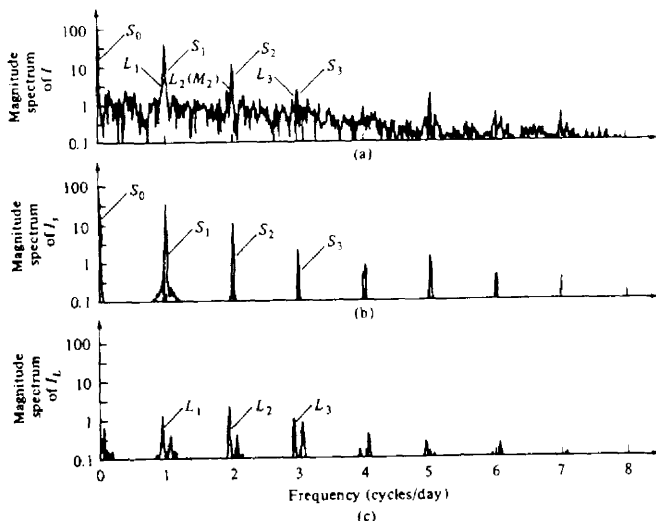 Magnitude spectrum of I
100
10
1
0.1
S₀
L₁
S₁
L₂(M₂)
S₂
L₃
S₃
(a)
Magnitude spectrum of Iₛ
100
10
1
0.1
S₀
S₁
S₂
S₃
(b)
Magnitude spectrum of I_L
100
10
1
0.1
L₁
L₂
L₃
0 1 2 3 4 5 6 7 8
Frequency (cycles/day)
(c)